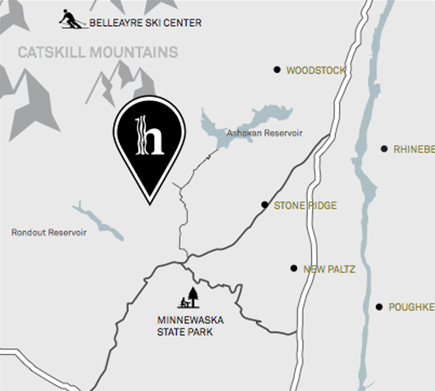 BELLEAYRE SKI CENTER
CATSKILL MOUNTAINS
WOODSTOCK
h
Ashokan Reservoir
RHINEBE
STONE RIDGE
Rondout Reservoir
NEW PALTZ
POUGHKE
MINNEWASKA
STATE PARK